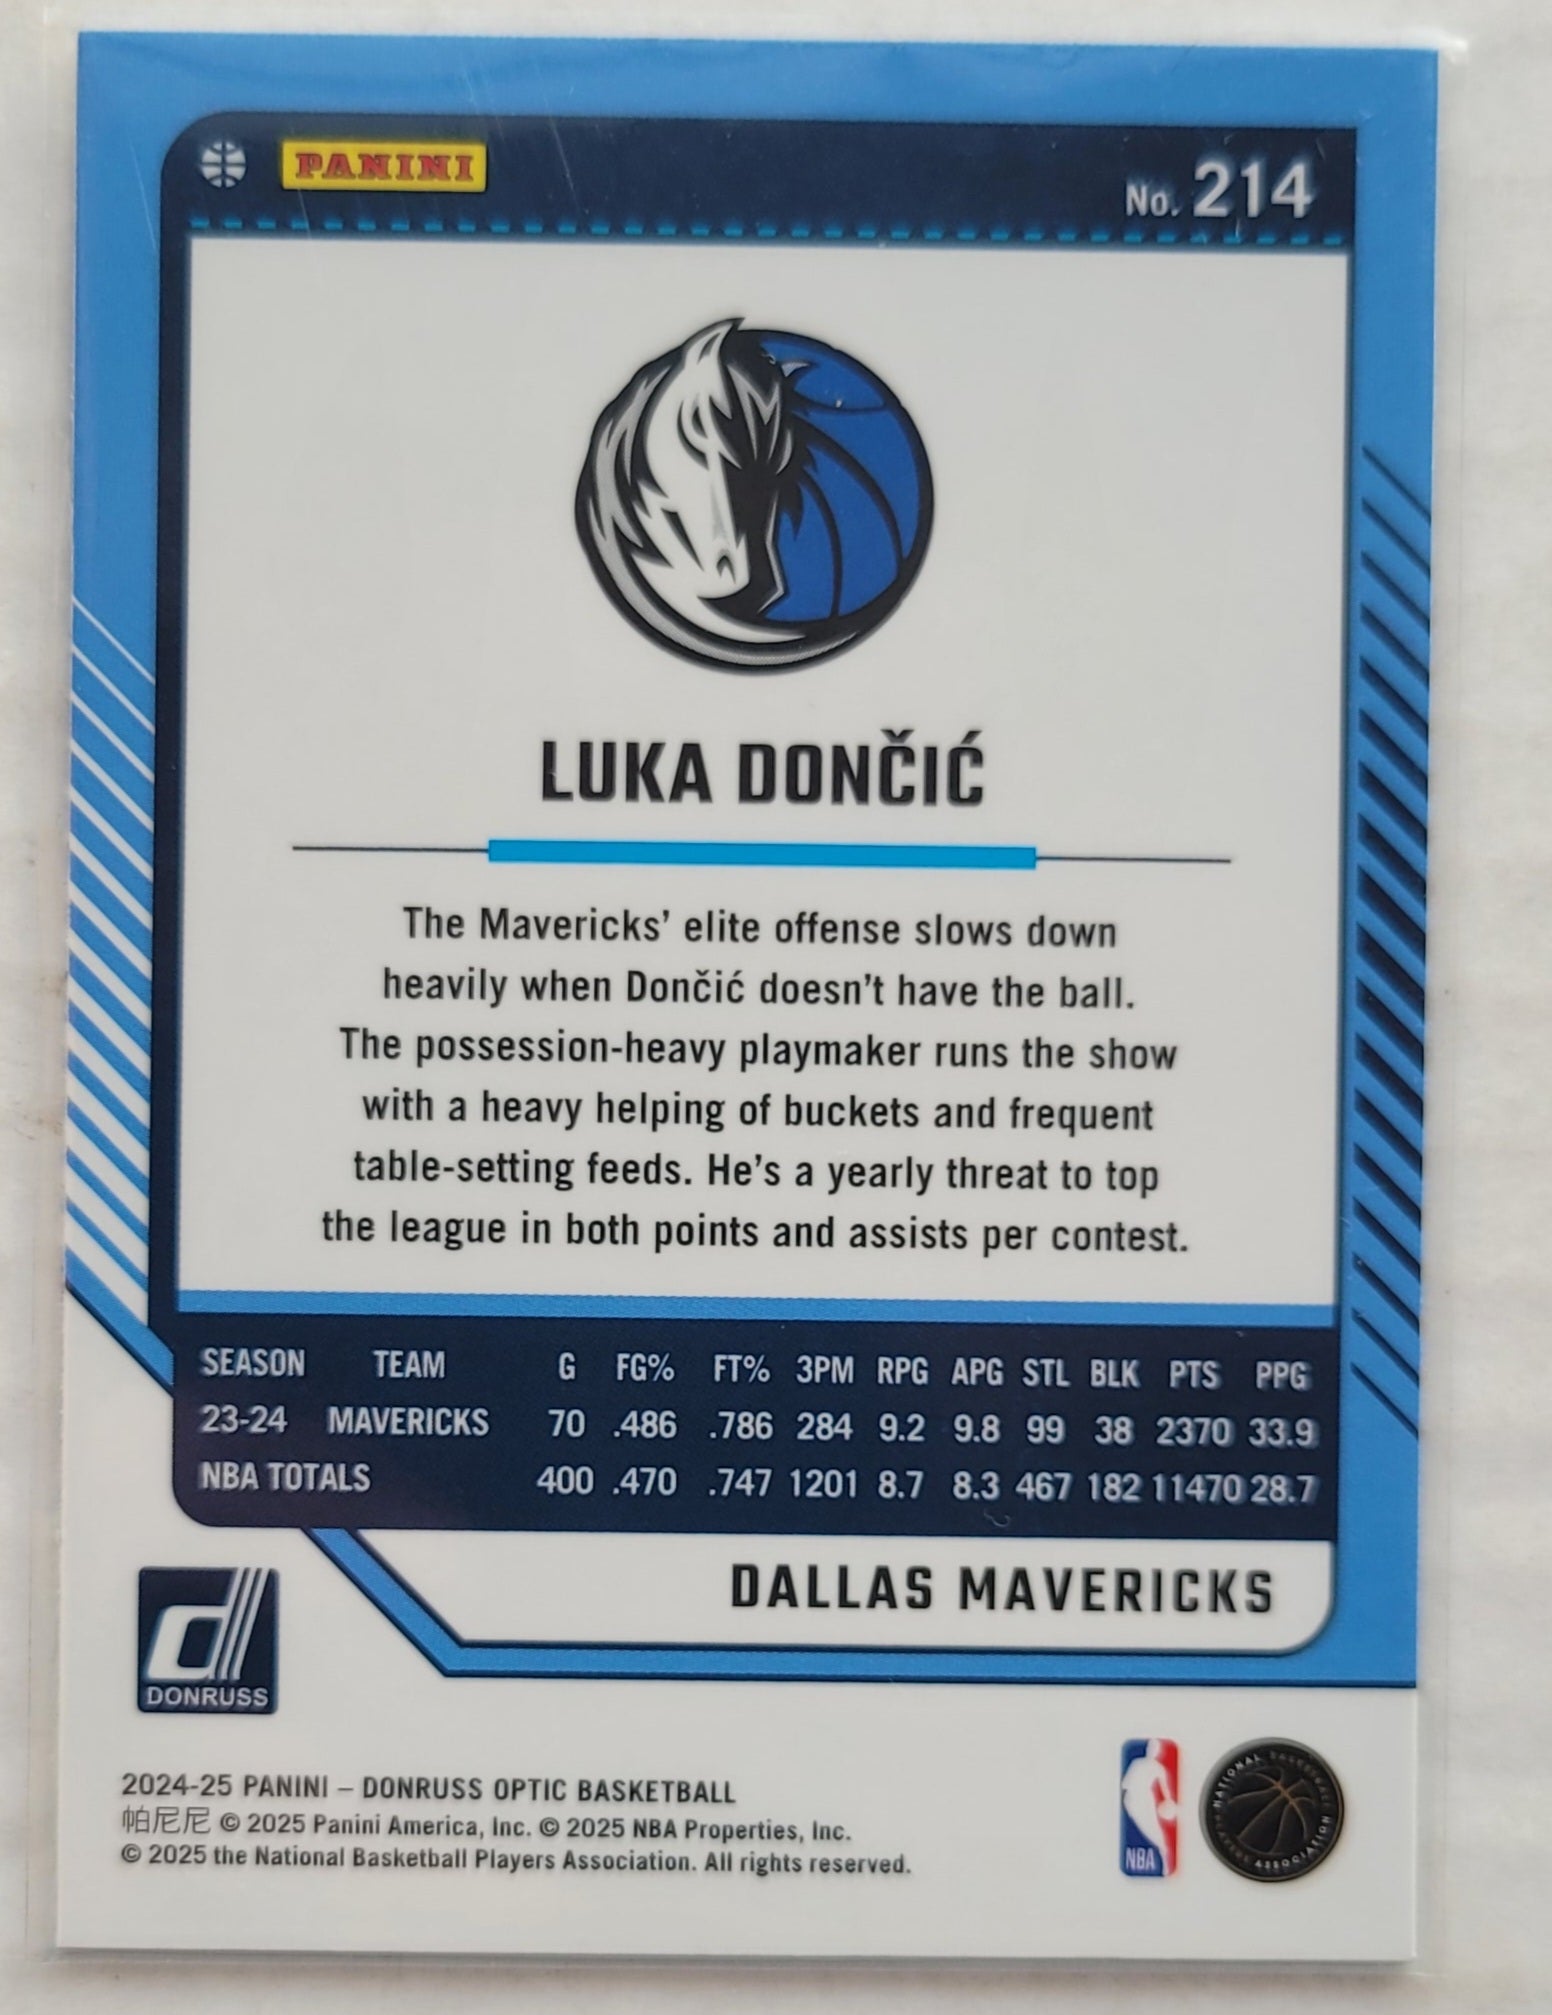 PANINI
No. 214
LUKA DONČIĆ
The Mavericks' elite offense slows down
heavily when Dončić doesn't have the ball.
The possession-heavy playmaker runs the show
with a heavy helping of buckets and frequent
table-setting feeds. He's a yearly threat to top
the league in both points and assists per contest.
SEASON TEAM G FG% FT% 3PM RPG APG STL BLK PTS PPG
23-24 MAVERICKS 70 .486 .786 284 9.2 9.8 99 38 2370 33.9
NBA TOTALS 400 .470 .747 1201 8.7 8.3 467 182 11470 28.7
DALLAS MAVERICKS
d
DONRUSS
2024-25 PANINI – DONRUSS OPTIC BASKETBALL
帕尼尼 © 2025 Panini America, Inc. © 2025 NBA Properties, Inc.
© 2025 the National Basketball Players Association. All rights reserved.
NBA
NATIONAL BASKETBALL PLAYERS ASSOCIATION